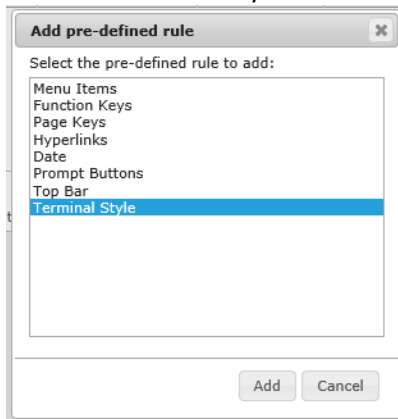 Add pre-defined rule
Select the pre-defined rule to add:
Menu Items
Function Keys
Page Keys
Hyperlinks
Date
Prompt Buttons
Top Bar
Terminal Style
t
Add Cancel